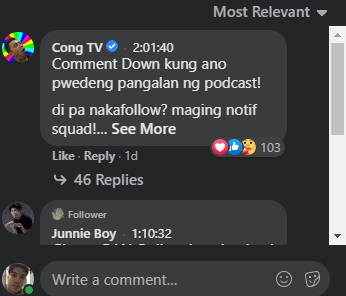 Most Relevant
Cong TV · 2:01:40
Comment Down kung ano
pwedeng pangalan ng podcast!
di pa nakafollow? maging notif
squad!... See More
103
Like · Reply · 1d
46 Replies
Follower
Junnie Boy · 1:10:32
Write a comment...